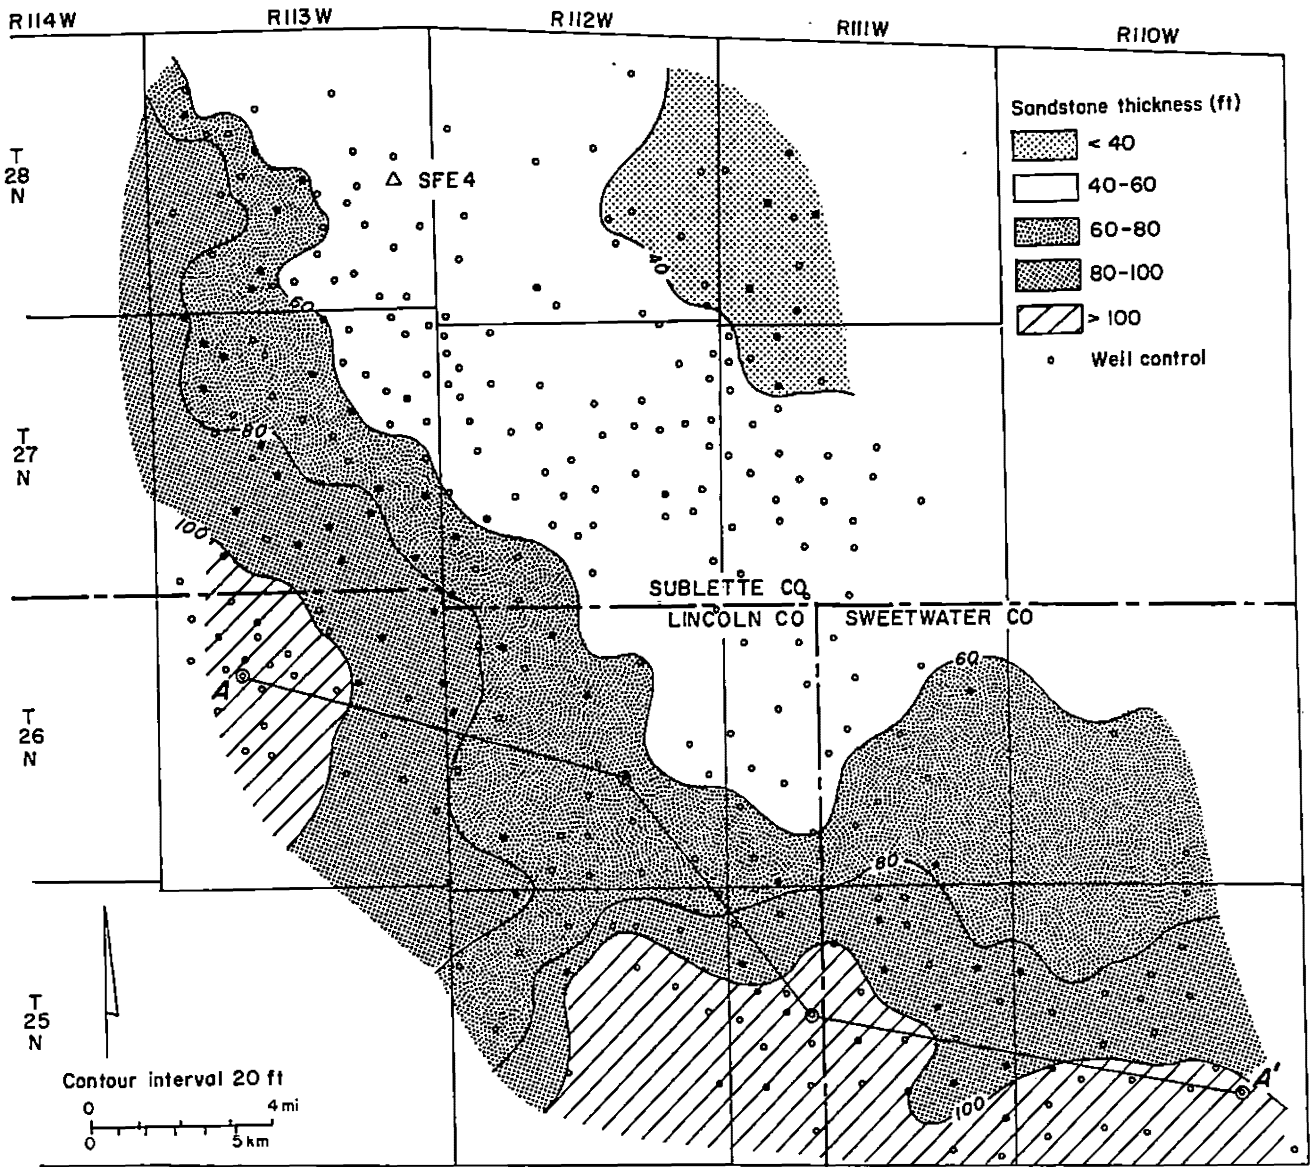 R114W R113W R112W R111W R110W
Sandstone thickness (ft)
< 40
40-60
60-80
80-100
> 100
Well control
T
28
N
SFE 4
40
60
T
27
N
80
100
SUBLETTE CO
LINCOLN CO SWEETWATER CO
60
A
T
26
N
80
T
25
N
Contour interval 20 ft
0 4 mi
0 5 km
100
A'